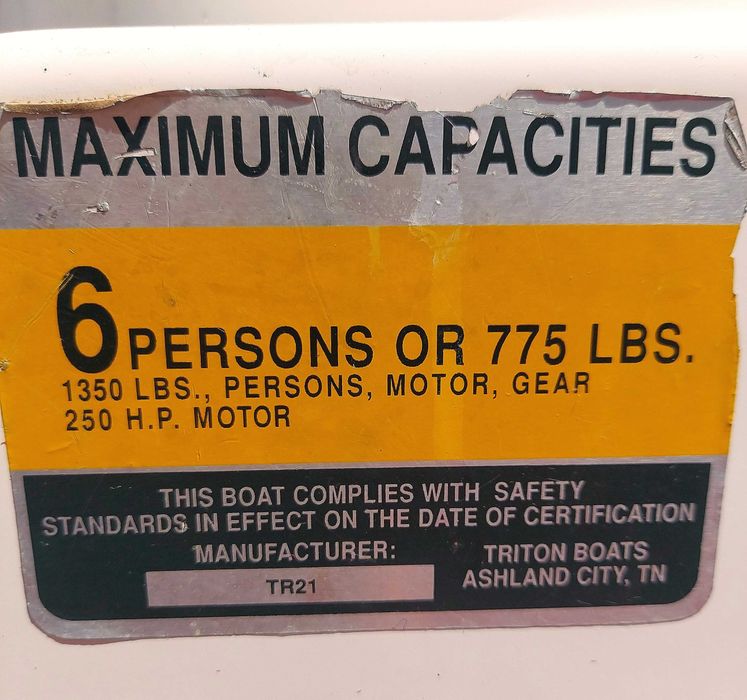 MAXIMUM CAPACITIES
6 PERSONS OR 775 LBS.
1350 LBS., PERSONS, MOTOR, GEAR
250 H.P. MOTOR
THIS BOAT COMPLIES WITH SAFETY
STANDARDS IN EFFECT ON THE DATE OF CERTIFICATION
MANUFACTURER:
TR21
TRITON BOATS
ASHLAND CITY, TN